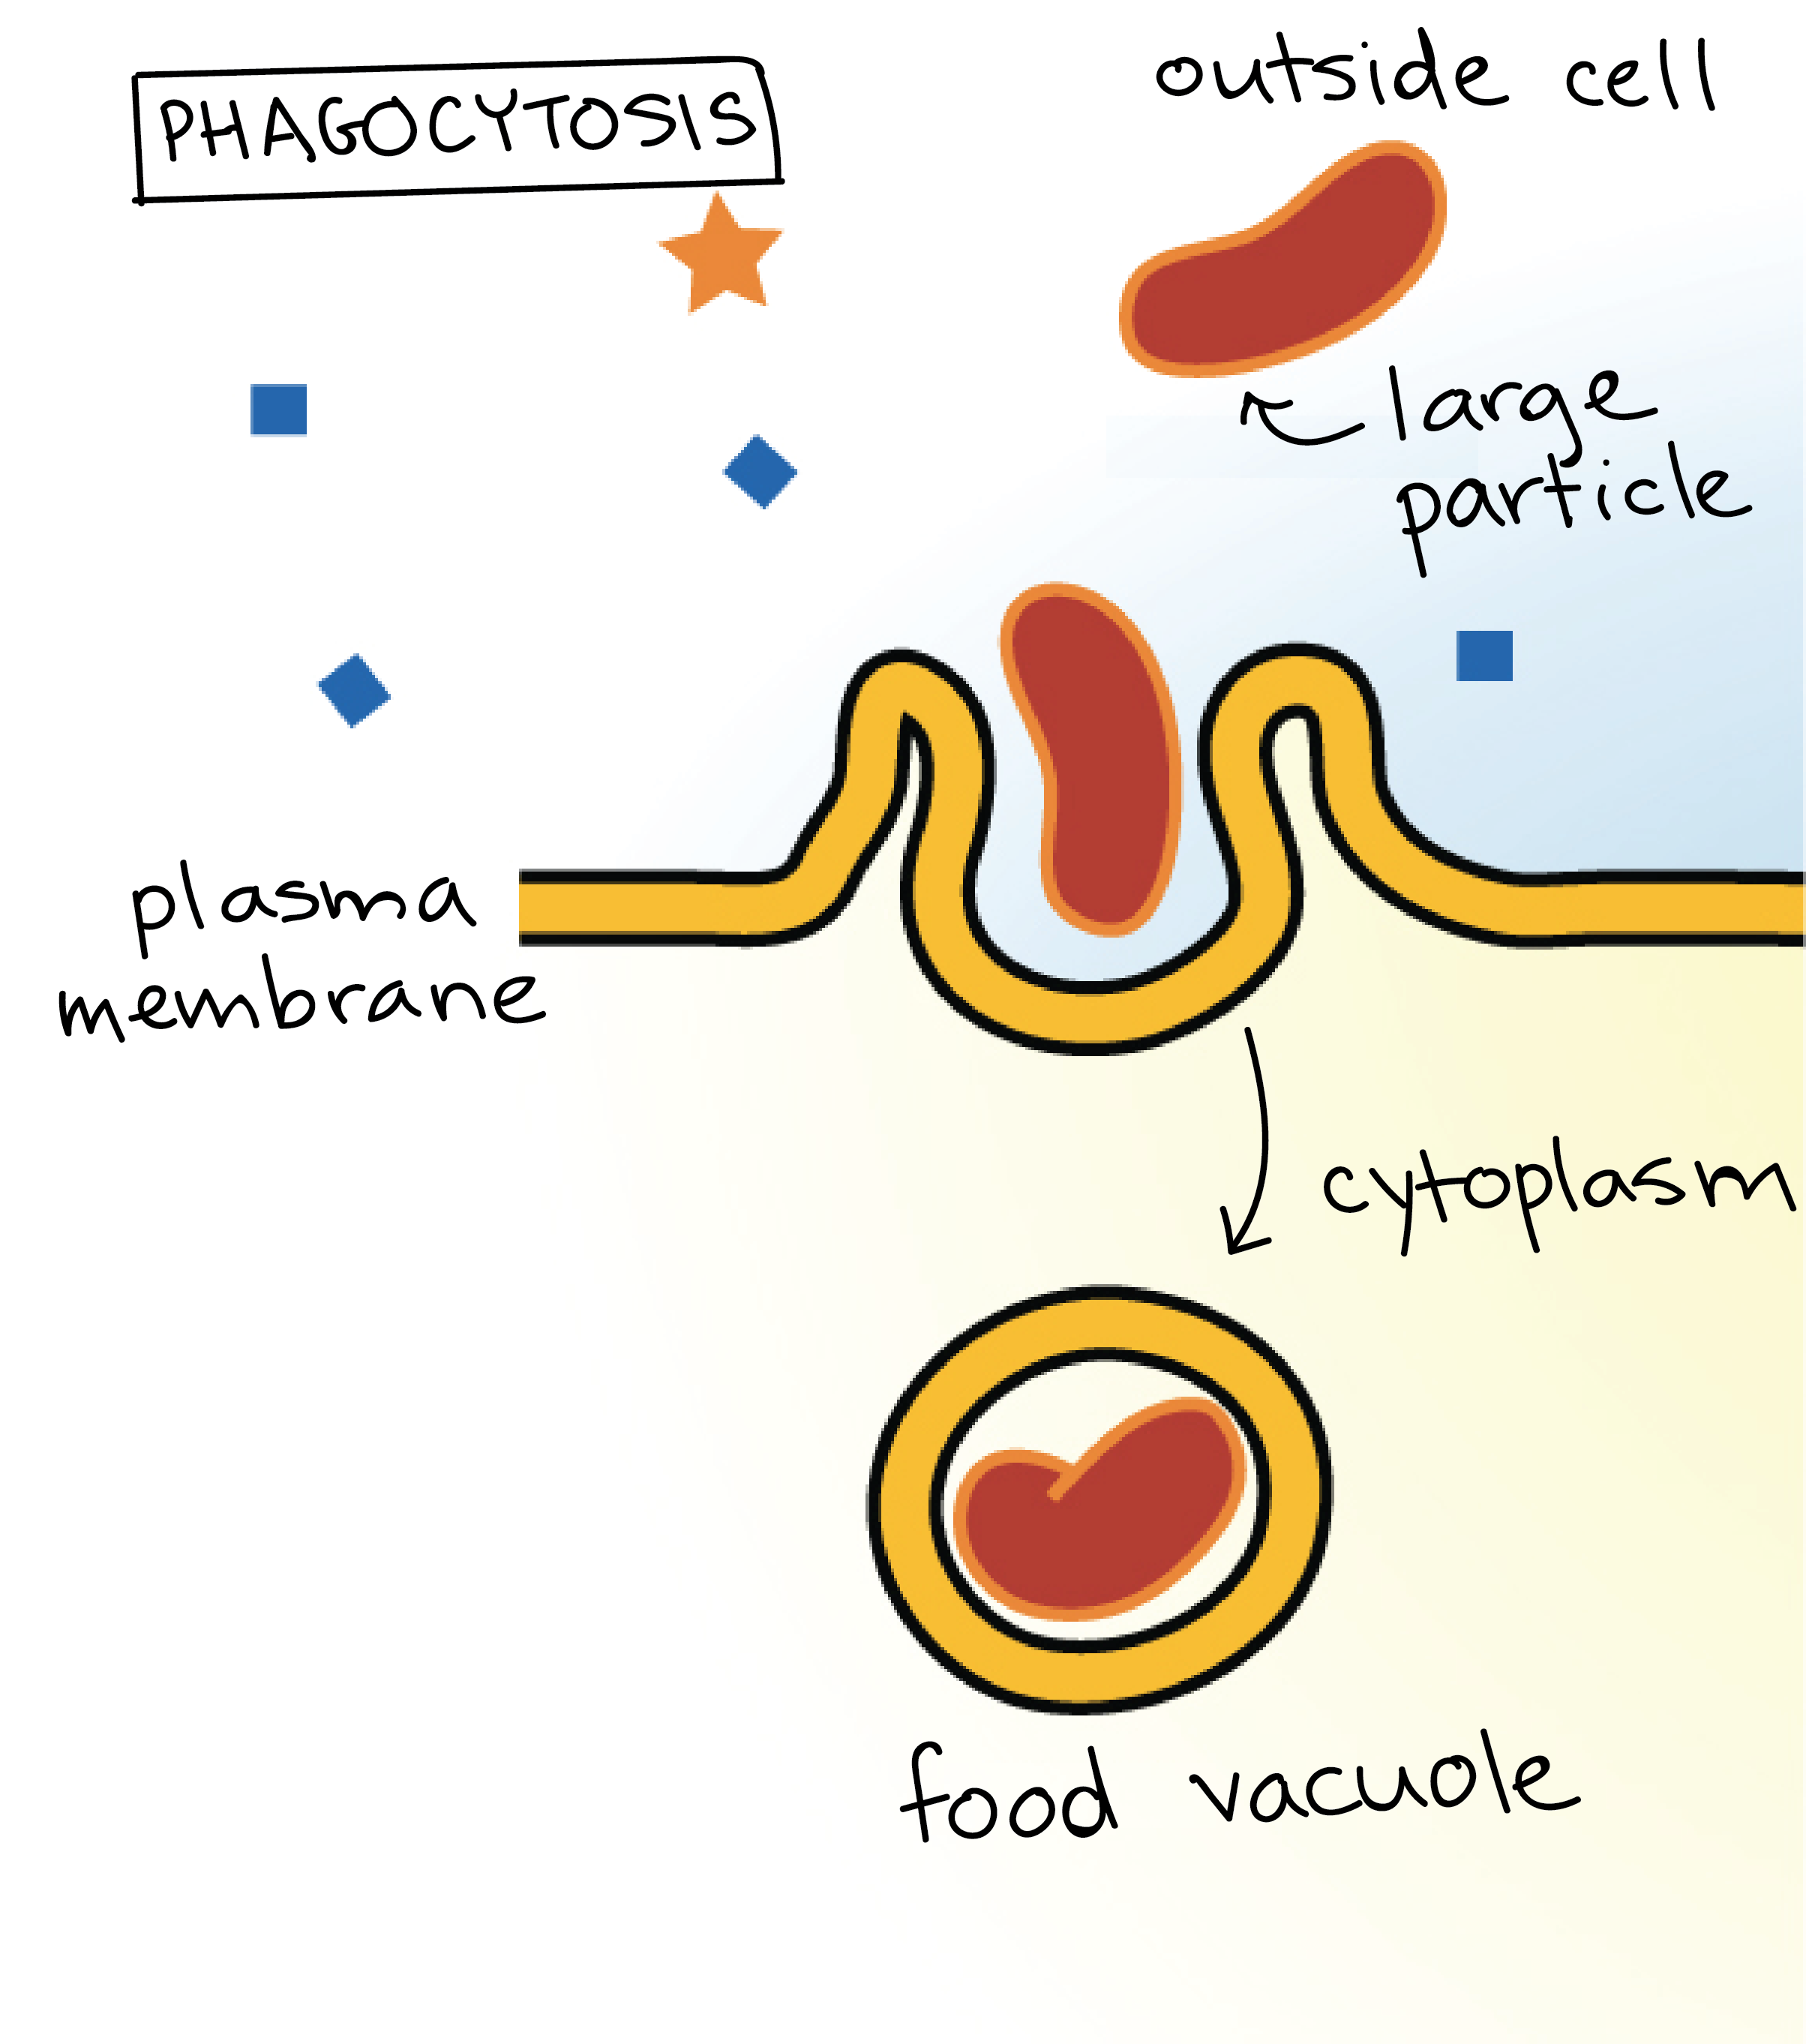 PHAGOCYTOSIS
outside cell
large
particle
plasma
membrane
cytoplasm
food vacuole